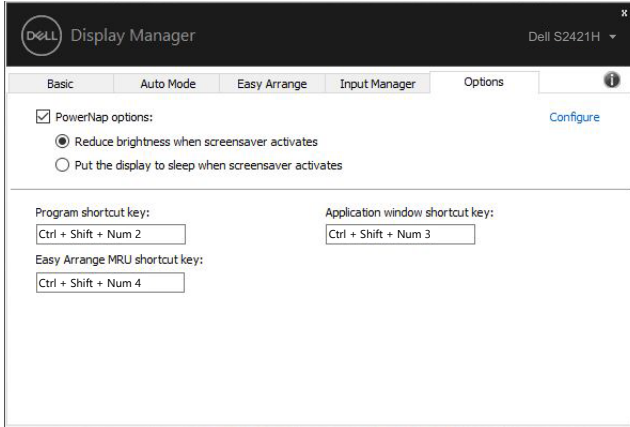 x
DELL Display Manager
Dell S2421H
Basic Auto Mode Easy Arrange Input Manager Options
PowerNap options: Configure
Reduce brightness when screensaver activates
Put the display to sleep when screensaver activates
Program shortcut key: Application window shortcut key:
Ctrl + Shift + Num 2 Ctrl + Shift + Num 3
Easy Arrange MRU shortcut key:
Ctrl + Shift + Num 4